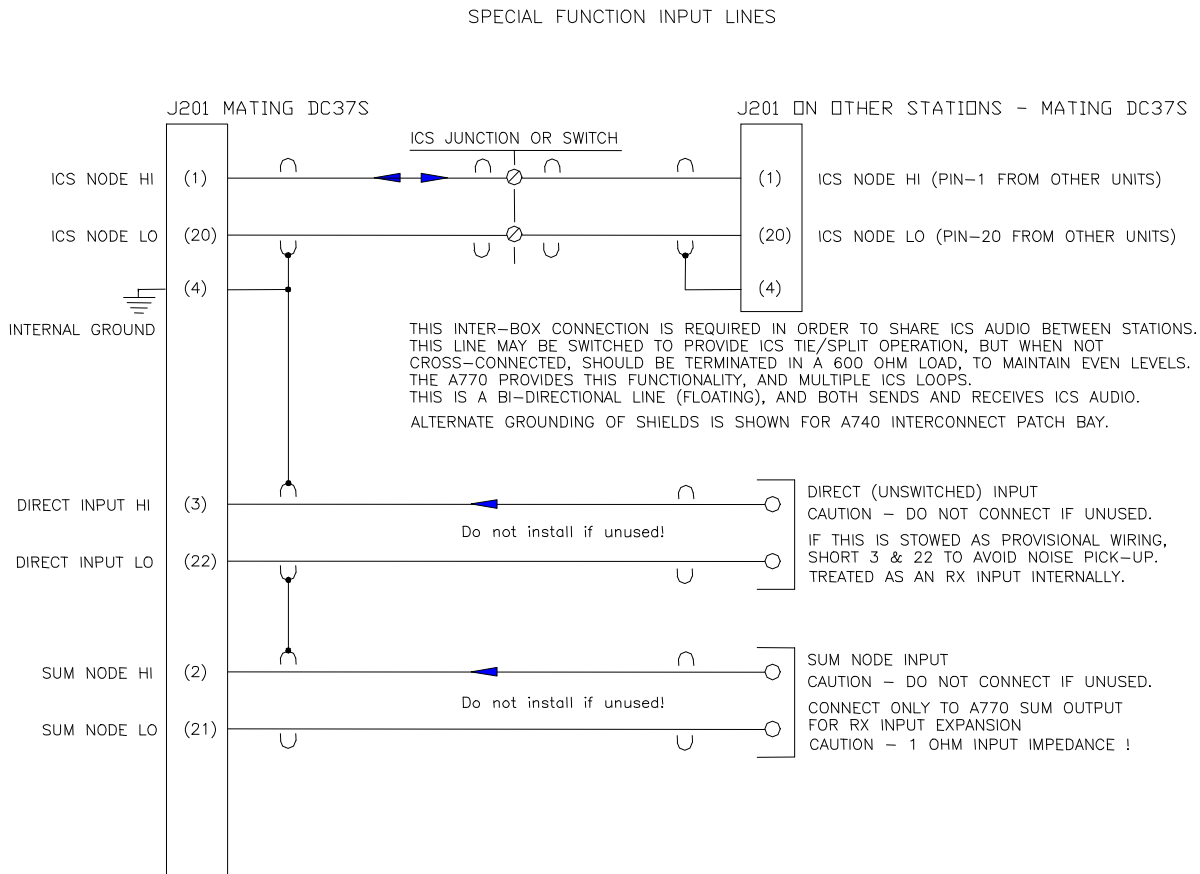 SPECIAL FUNCTION INPUT LINES
J201 MATING DC37S
J201 ON OTHER STATIONS - MATING DC37S
ICS JUNCTION OR SWITCH
ICS NODE HI
(1)
(1)
ICS NODE HI (PIN-1 FROM OTHER UNITS)
ICS NODE LO
(20)
(20)
ICS NODE LO (PIN-20 FROM OTHER UNITS)
(4)
(4)
INTERNAL GROUND
THIS INTER-BOX CONNECTION IS REQUIRED IN ORDER TO SHARE ICS AUDIO BETWEEN STATIONS.
THIS LINE MAY BE SWITCHED TO PROVIDE ICS TIE/SPLIT OPERATION, BUT WHEN NOT
CROSS-CONNECTED, SHOULD BE TERMINATED IN A 600 OHM LOAD, TO MAINTAIN EVEN LEVELS.
THE A770 PROVIDES THIS FUNCTIONALITY, AND MULTIPLE ICS LOOPS.
THIS IS A BI-DIRECTIONAL LINE (FLOATING), AND BOTH SENDS AND RECEIVES ICS AUDIO.
ALTERNATE GROUNDING OF SHIELDS IS SHOWN FOR A740 INTERCONNECT PATCH BAY.
DIRECT INPUT HI
(3)
DIRECT (UNSWITCHED) INPUT
CAUTION - DO NOT CONNECT IF UNUSED.
Do not install if unused!
IF THIS IS STOWED AS PROVISIONAL WIRING,
SHORT 3 & 22 TO AVOID NOISE PICK-UP.
TREATED AS AN RX INPUT INTERNALLY.
DIRECT INPUT LO
(22)
SUM NODE HI
(2)
SUM NODE INPUT
CAUTION - DO NOT CONNECT IF UNUSED.
Do not install if unused!
CONNECT ONLY TO A770 SUM OUTPUT
FOR RX INPUT EXPANSION
CAUTION - 1 OHM INPUT IMPEDANCE !
SUM NODE LO
(21)